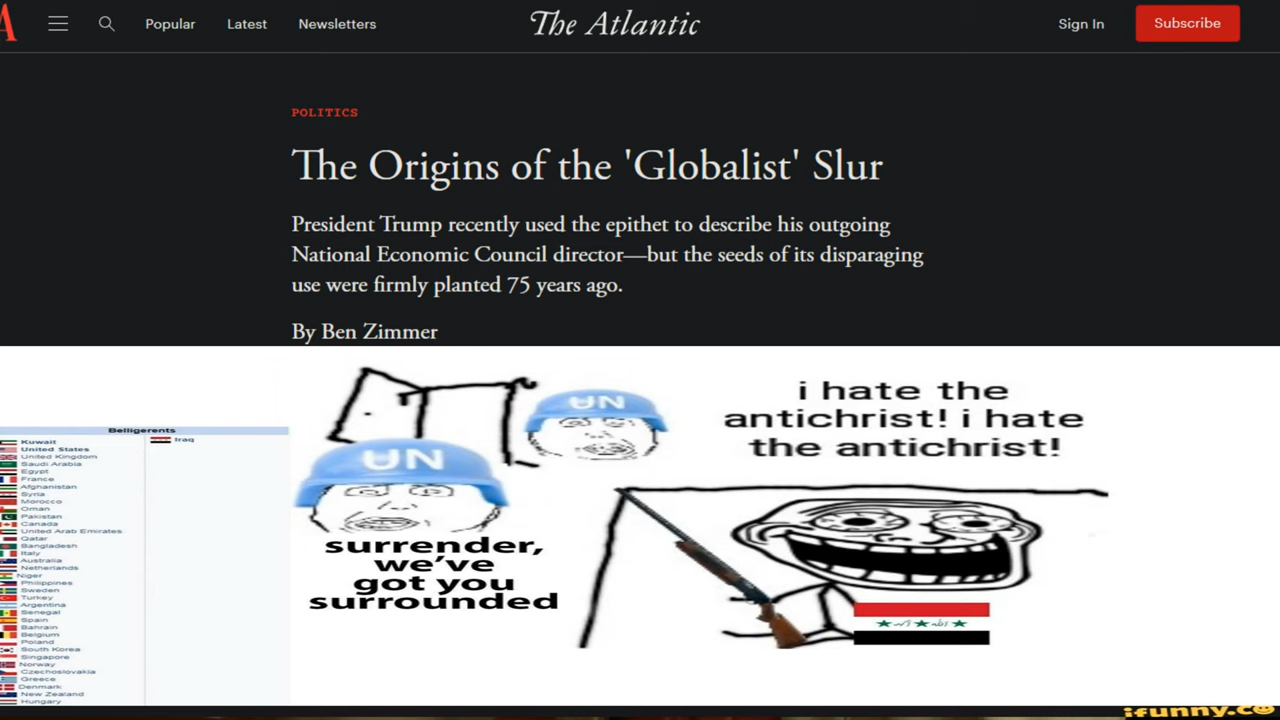 Popular
Latest
Newsletters
The Atlantic
Sign In
Subscribe
POLITICS
The Origins of the 'Globalist' Slur
President Trump recently used the epithet to describe his outgoing
National Economic Council director—but the seeds of its disparaging
use were firmly planted 75 years ago.
By Ben Zimmer
Belligerents
Kuwait
United States
United Kingdom
Saudi Arabia
Egypt
France
Afghanistan
Syria
Morocco
Oman
Pakistan
Canada
United Arab Emirates
Qatar
Bangladesh
Italy
Australia
Netherlands
Niger
Philippines
Sweden
Turkey
Argentina
Senegal
Spain
Bahrain
Belgium
Poland
South Korea
Singapore
Norway
Czechoslovakia
Greece
Denmark
New Zealand
Hungary
Iraq
UN
UN
surrender,
we've
got you
surrounded
i hate the
antichrist! i hate
the antichrist!
ifunny.co